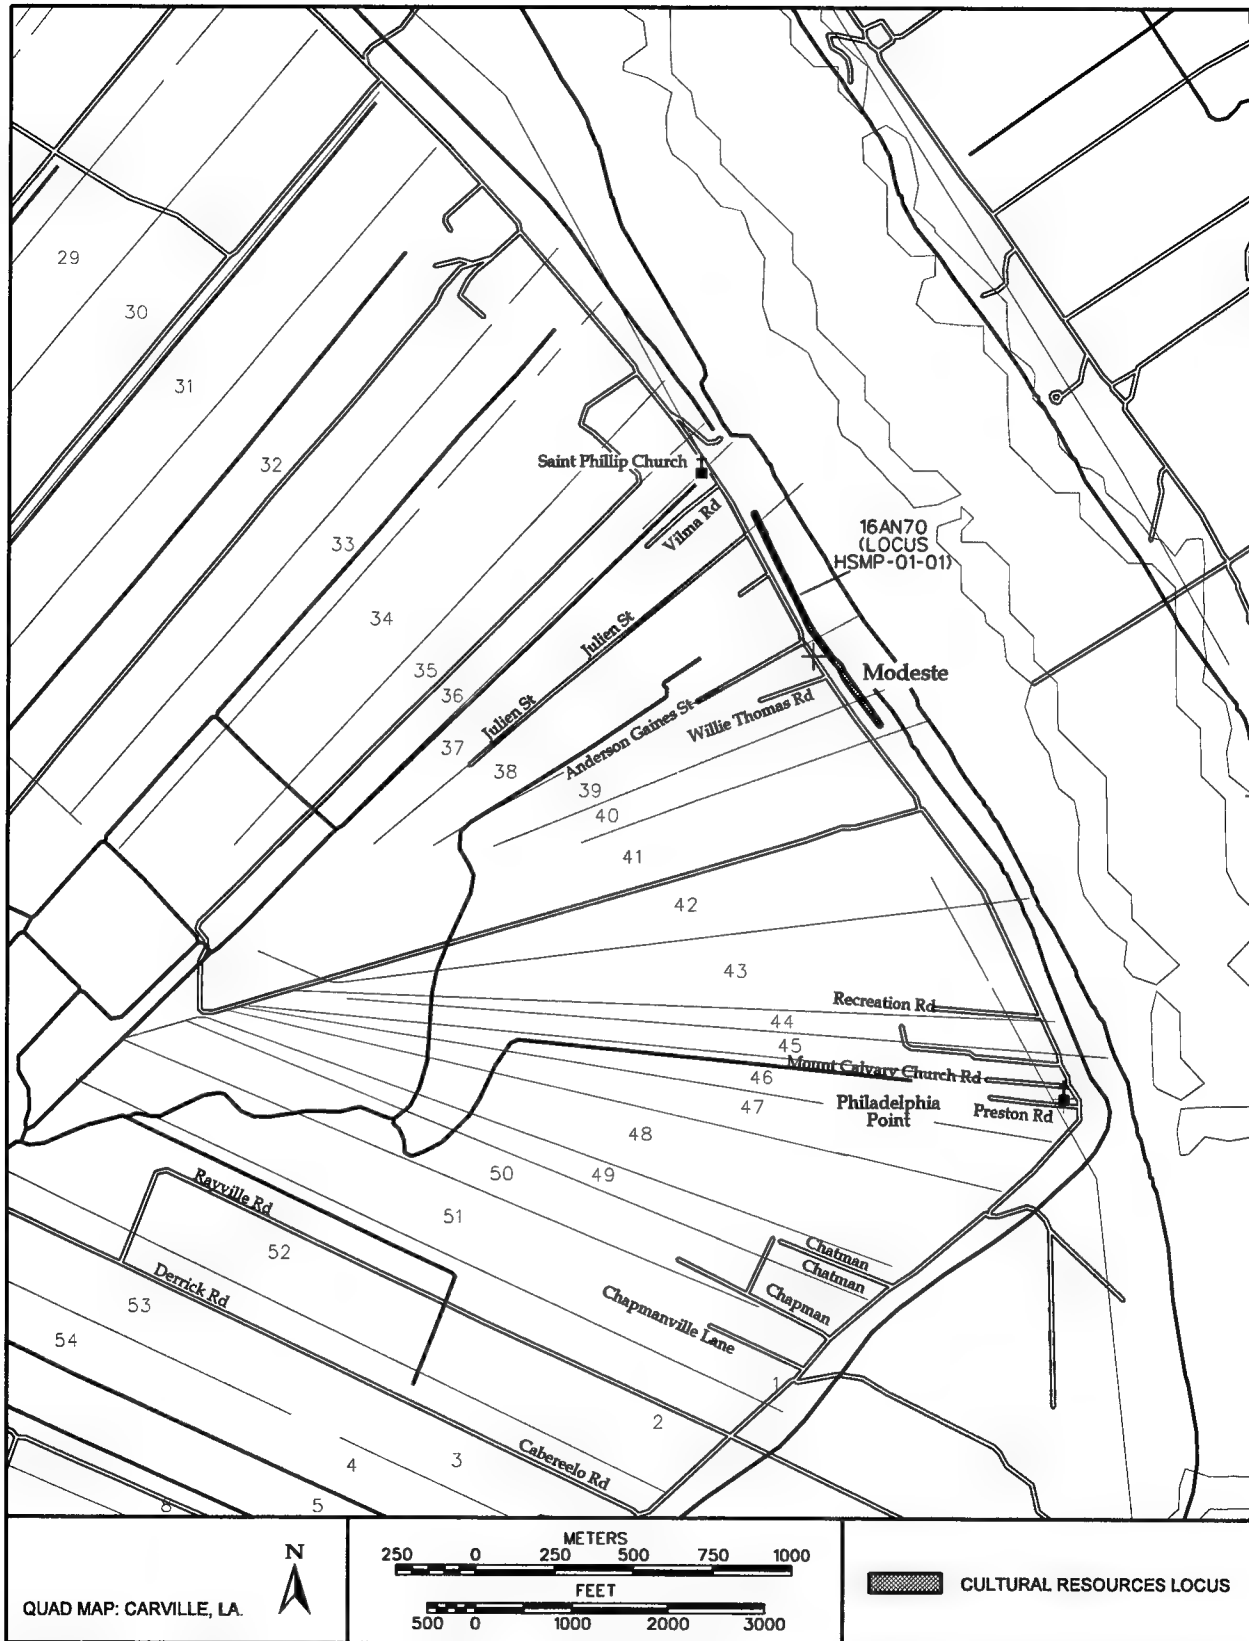 29
30
31
32
33
34
35
36
37
38
39
40
41
42
43
44
45
46
47
48
49
50
51
52
53
54
1
2
3
4
5
8
Saint Phillip Church
Vilma Rd
16AN70
(LOCUS
HSMP-01-01)
Julien St
Julien St
Modeste
Anderson Gaines St
Willie Thomas Rd
Recreation Rd
Mount Calvary Church Rd
Philadelphia
Point
Preston Rd
Rayville Rd
Derrick Rd
Chatman
Chatman
Chapman
Chapmanville Lane
Cabereelo Rd
QUAD MAP: CARVILLE, LA.
N
METERS
250 0 250 500 750 1000
FEET
500 0 1000 2000 3000
CULTURAL RESOURCES LOCUS